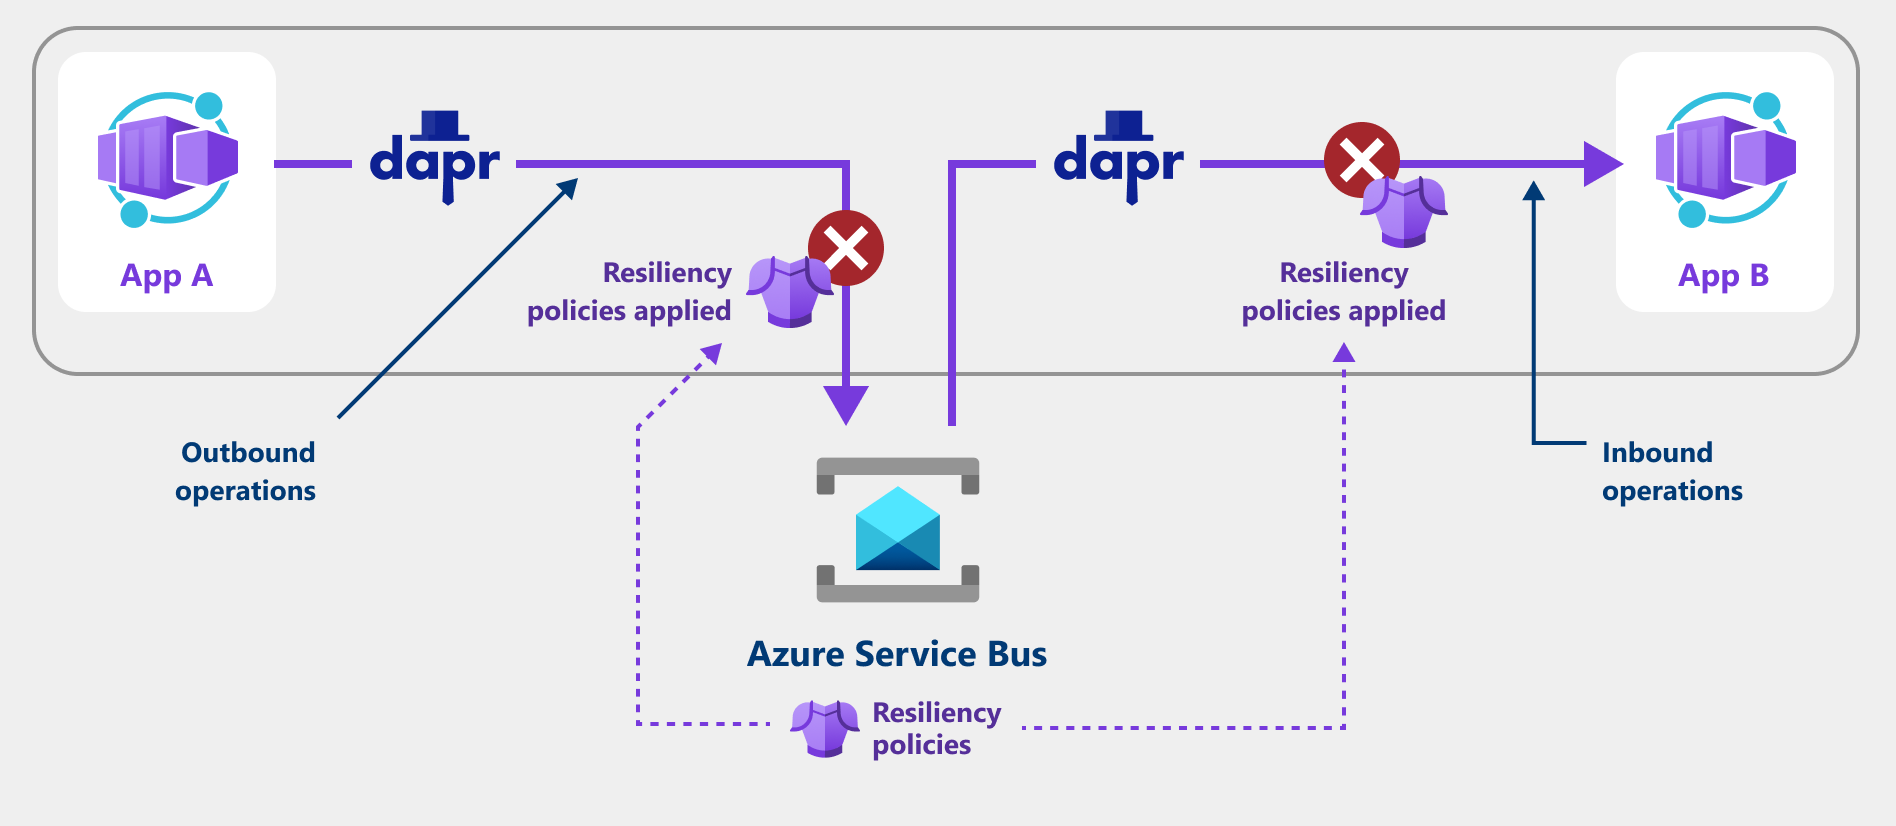 dapr
dapr
App A
Resiliency
policies applied
Resiliency
policies applied
App B
Outbound
operations
Inbound
operations
Azure Service Bus
Resiliency
policies